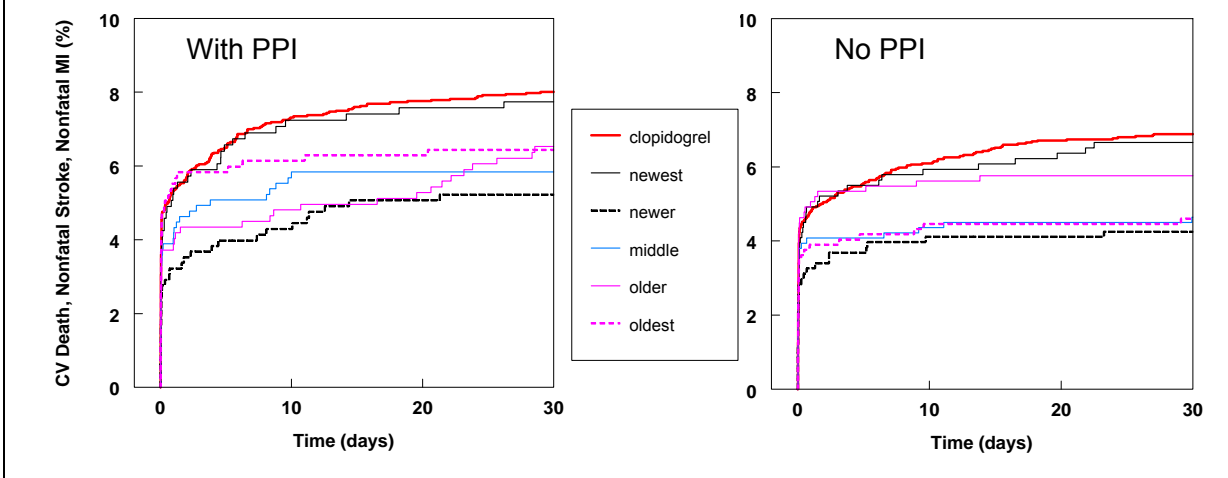 CV Death, Nonfatal Stroke, Nonfatal MI (%)
10
8
6
4
2
0
With PPI
0
10
20
30
Time (days)
clopidogrel
newest
newer
middle
older
oldest
10
8
6
4
2
0
No PPI
0
10
20
30
Time (days)